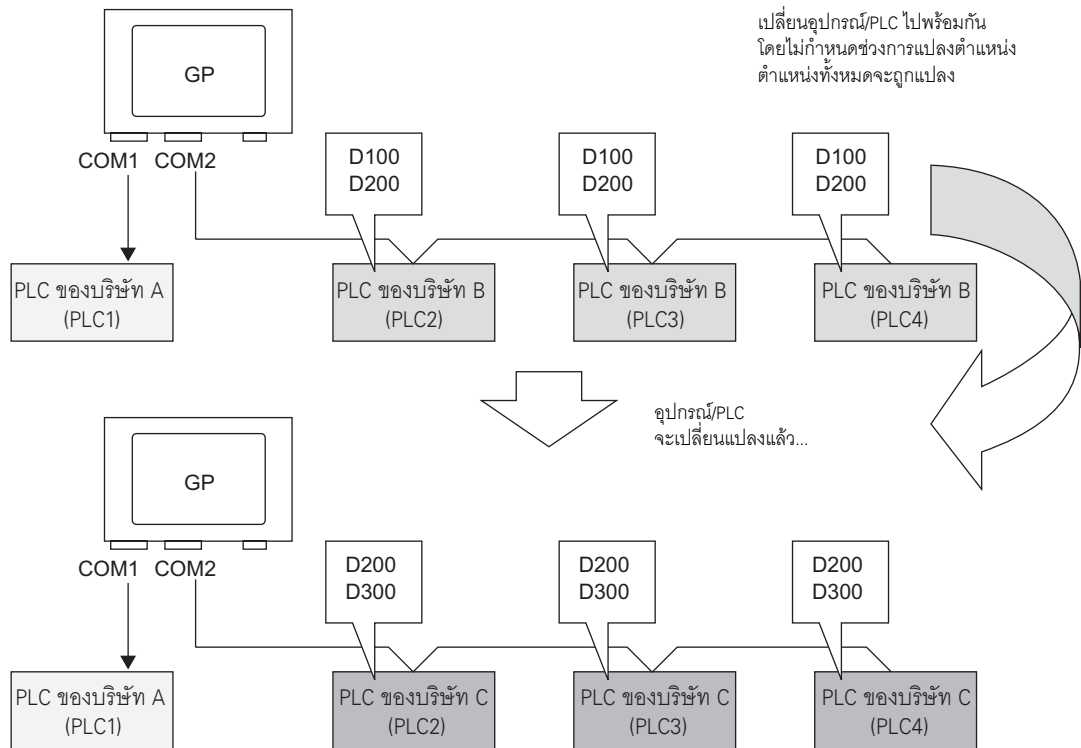 เปลี่ยนอุปกรณ์/PLC ไปพร้อมกัน
โดยไม่กำหนดช่วงการแปลงตำแหน่ง
ตำแหน่งทั้งหมดจะถูกแปลง
GP
COM1 COM2
D100
D200
D100
D200
D100
D200
PLC ของบริษัท A
(PLC1)
PLC ของบริษัท B
(PLC2)
PLC ของบริษัท B
(PLC3)
PLC ของบริษัท B
(PLC4)
อุปกรณ์/PLC
จะเปลี่ยนแปลงแล้ว...
GP
COM1 COM2
D200
D300
D200
D300
D200
D300
PLC ของบริษัท A
(PLC1)
PLC ของบริษัท C
(PLC2)
PLC ของบริษัท C
(PLC3)
PLC ของบริษัท C
(PLC4)